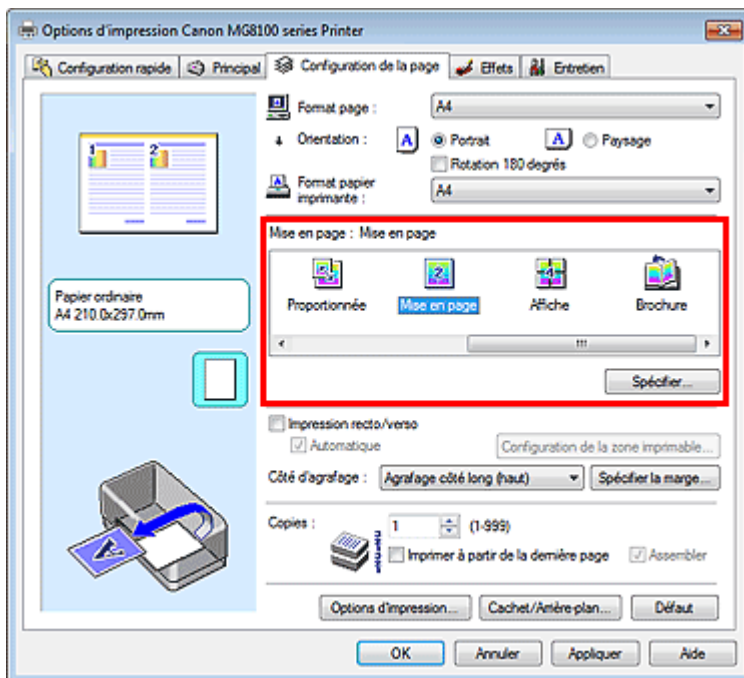 Options d'impression Canon MG8100 series Printer
Configuration rapide Principal Configuration de la page Effets Entretien
Format page : A4
Orientation : A Portrait A Paysage
Rotation 180 degrés
Format papier imprimante : A4
Mise en page : Mise en page
Proportionnée Mise en page Affiche Brochure
Spécifier...
1 2
Papier ordinaire
A4 210.0x297.0mm
Impression recto/verso
Automatique Configuration de la zone imprimable...
Côté d'agrafage : Agrafage côté long (haut) Spécifier la marge...
Copies : 1 (1-999)
Imprimer à partir de la dernière page Assembler
Options d'impression... Cachet/Arrière-plan... Défaut
OK Annuler Appliquer Aide